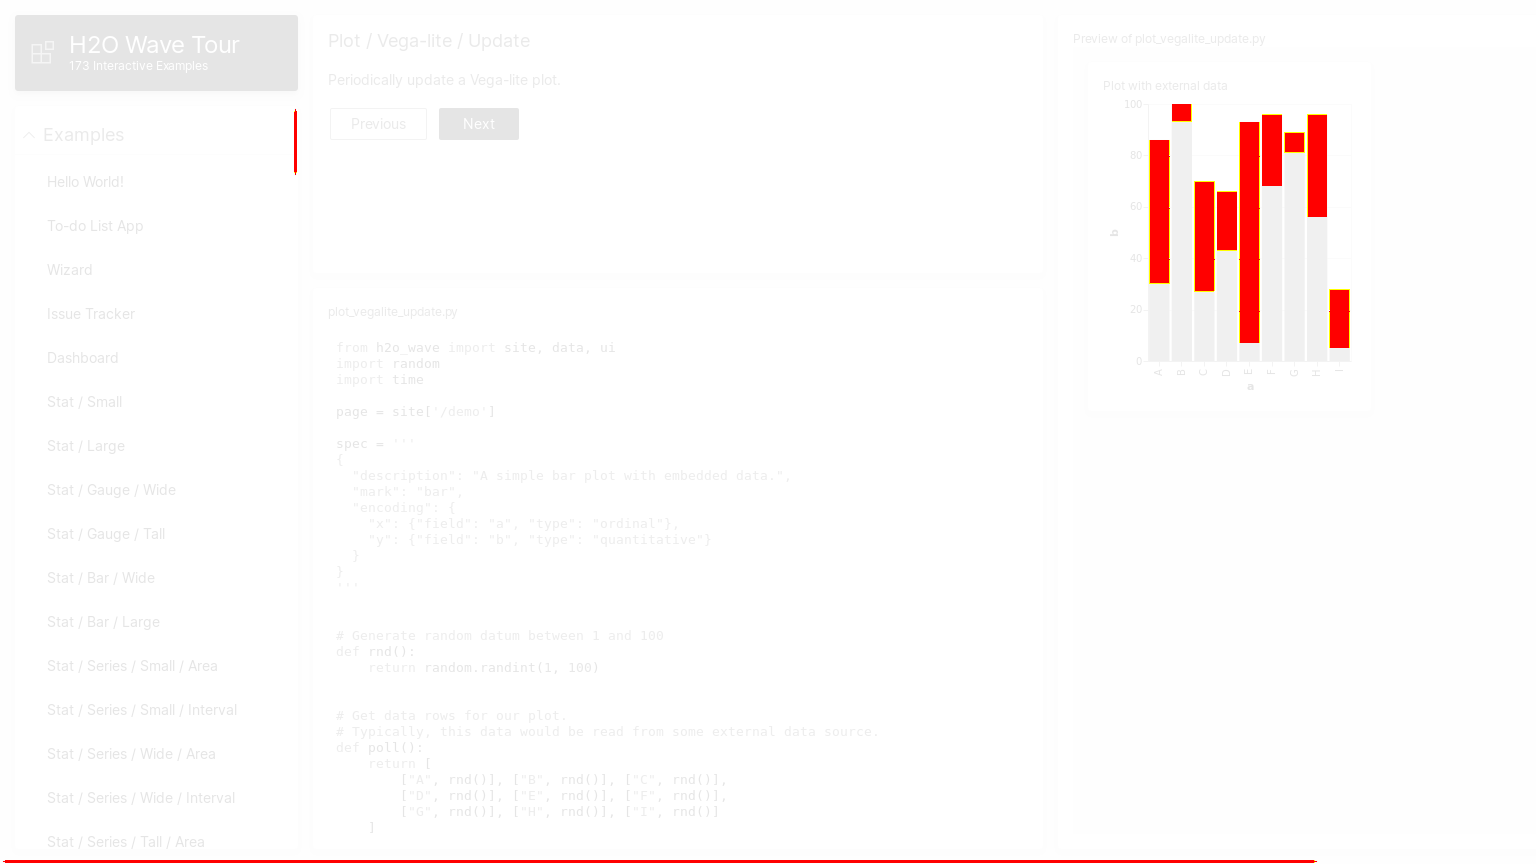 H2O Wave Tour
173 Interactive Examples
Examples
Hello World!
To-do List App
Wizard
Issue Tracker
Dashboard
Stat / Small
Stat / Large
Stat / Gauge / Wide
Stat / Gauge / Tall
Stat / Bar / Wide
Stat / Bar / Large
Stat / Series / Small / Area
Stat / Series / Small / Interval
Stat / Series / Wide / Area
Stat / Series / Wide / Interval
Stat / Series / Tall / Area
Plot / Vega-lite / Update
Periodically update a Vega-lite plot.
Previous Next
plot_vegalite_update.py
from h2o_wave import site, data, ui
import random
import time
page = site['/demo']
spec = '''
{
"description": "A simple bar plot with embedded data.",
"mark": "bar",
"encoding": {
"x": {"field": "a", "type": "ordinal"},
"y": {"field": "b", "type": "quantitative"}
}
}
'''
# Generate random datum between 1 and 100
def rnd():
return random.randint(1, 100)
# Get data rows for our plot.
# Typically, this data would be read from some external data source.
def poll():
return [
["A", rnd()], ["B", rnd()], ["C", rnd()],
["D", rnd()], ["E", rnd()], ["F", rnd()],
["G", rnd()], ["H", rnd()], ["I", rnd()]
]
Preview of plot_vegalite_update.py
Plot with external data
100
80
60
40
20
0
b
A B C D E F G H I
a